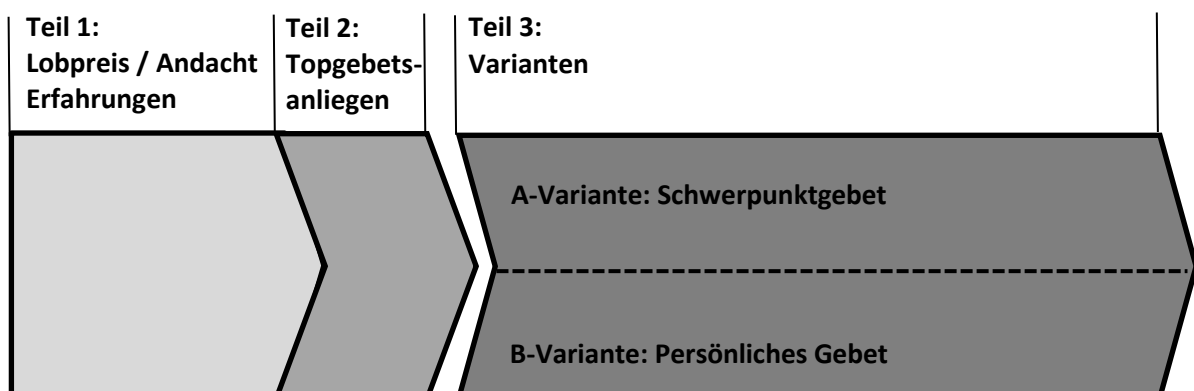 Teil 1:
Lobpreis / Andacht
Erfahrungen
Teil 2:
Topgebets-
anliegen
Teil 3:
Varianten
A-Variante: Schwerpunktgebet
B-Variante: Persönliches Gebet